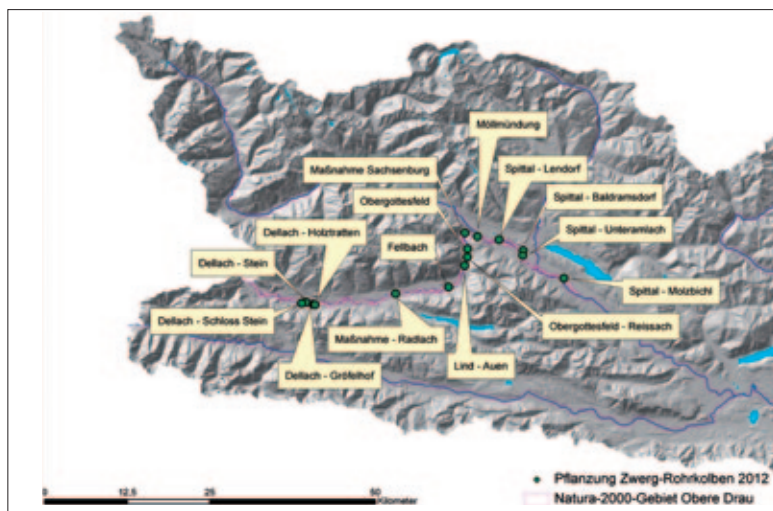 Möllmündung
Maßnahme Sachsenburg
Spittal - Lendorf
Obergottesfeld
Spittal - Baldramsdorf
Dellach - Holztratten
Fellbach
Spittal - Unteramlach
Dellach - Stein
Spittal - Molzbichl
Dellach - Schloss Stein
Obergottesfeld - Reissach
Maßnahme - Radlach
Lind - Auen
Dellach - Gröfelhof
Pflanzung Zwerg-Rohrkolben 2012
0 12,5 25 50
Kilometer
Natura-2000-Gebiet Obere Drau